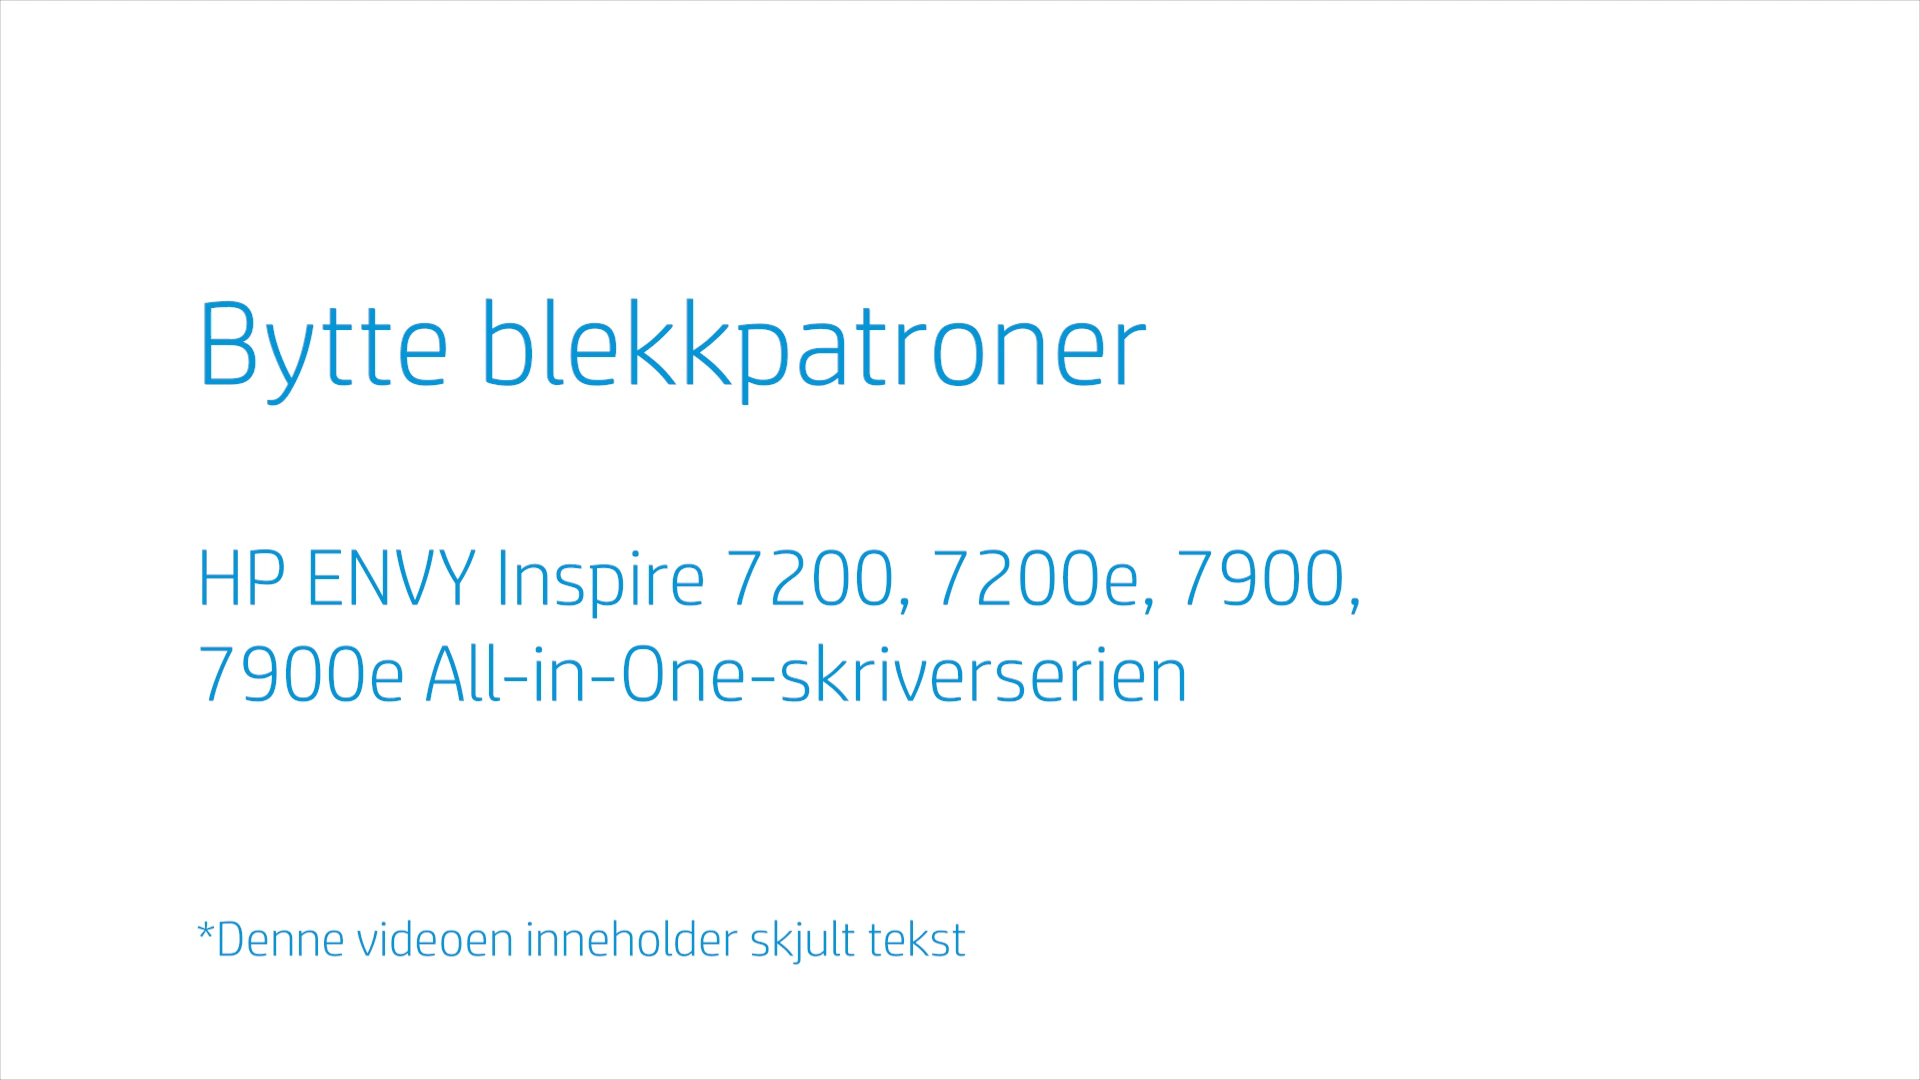 Bytte blekkpatroner
HP ENVY Inspire 7200, 7200e, 7900,
7900e All-in-One-skriverserien
*Denne videoen inneholder skjult tekst